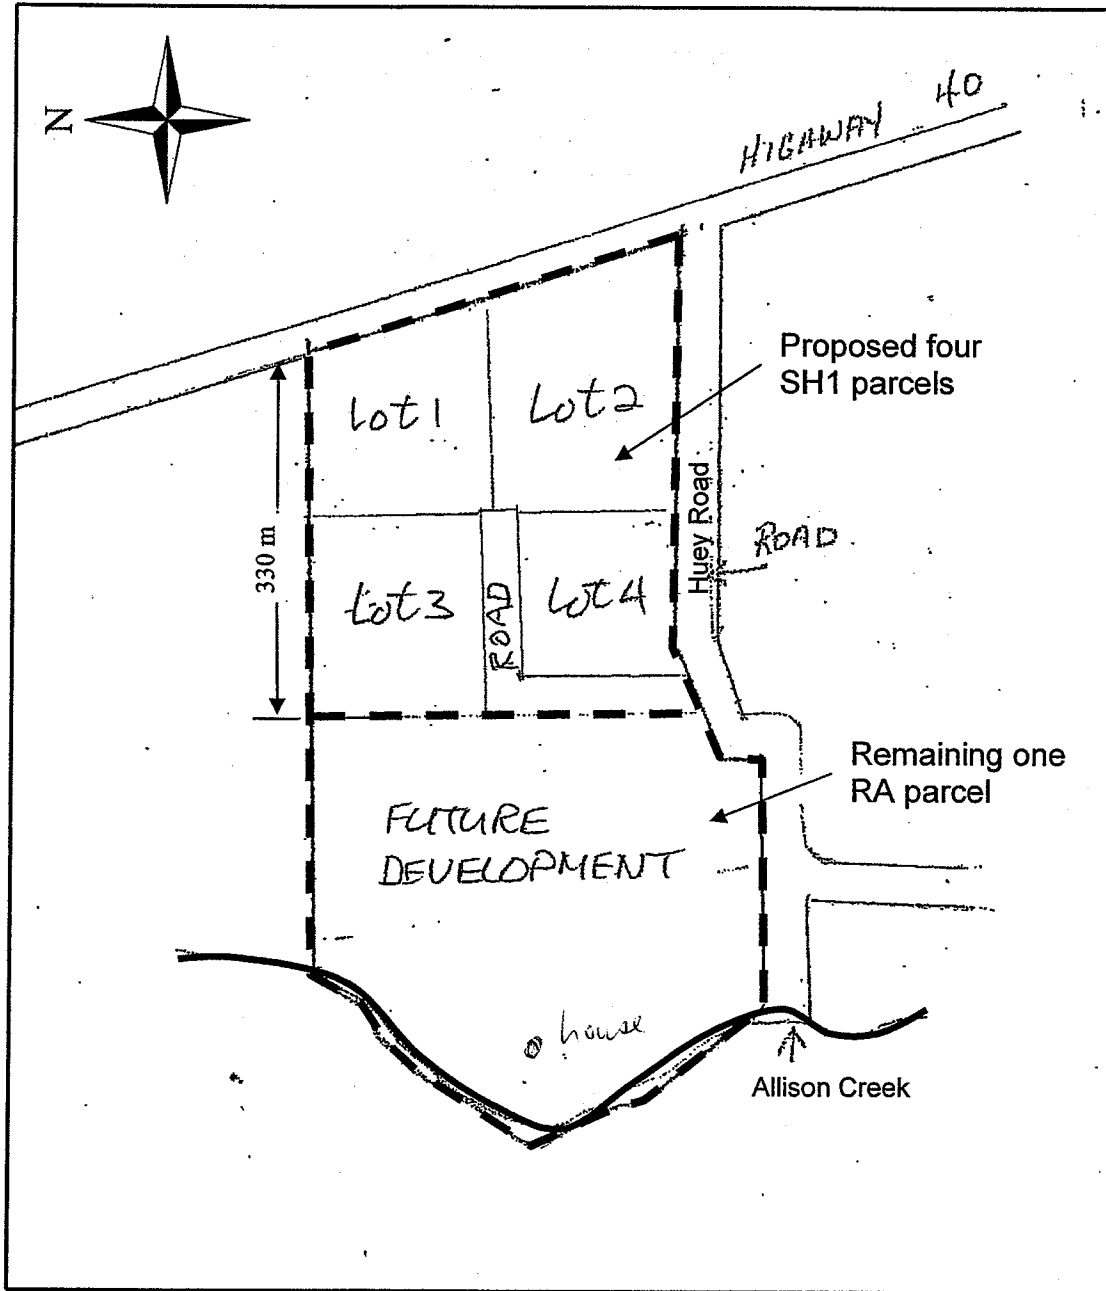 N
HIGAWAY 40
Proposed four
SH1 parcels
Lot 1
Lot 2
330 m
Huey Road
ROAD
Lot 3
ROAD
Lot 4
Remaining one
RA parcel
FUTURE
DEVELOPMENT
house
Allison Creek